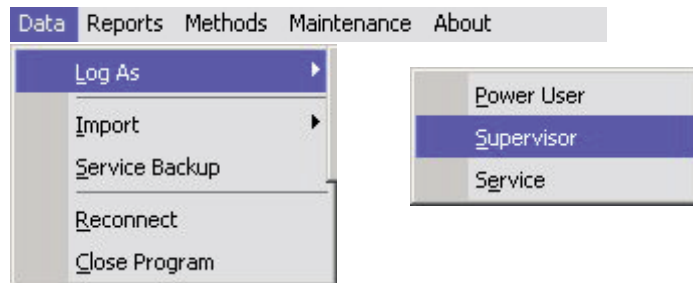 Data Reports Methods Maintenance About
Log As
Import
Service Backup
Reconnect
Close Program
Power User
Supervisor
Service